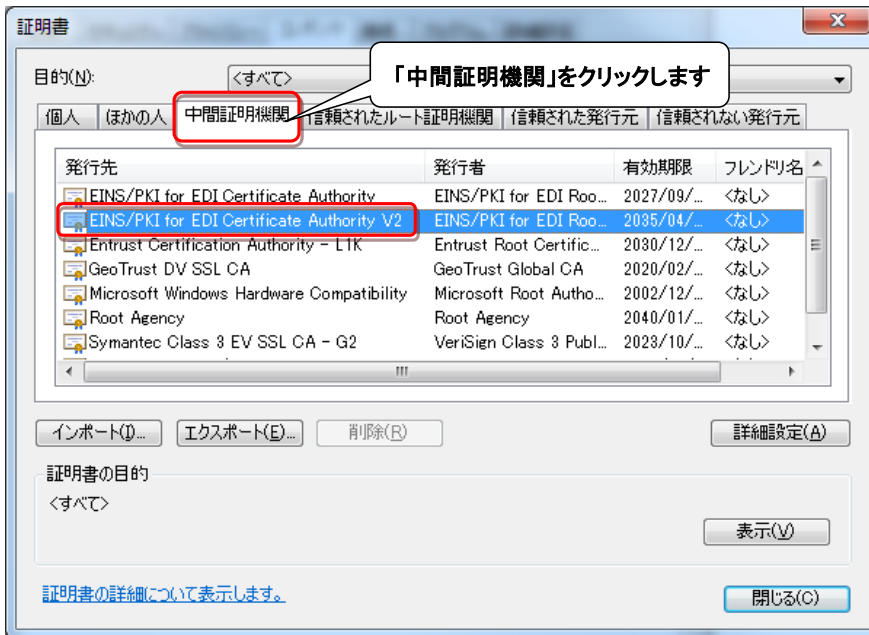 証明書
目的(N): <すべて>
「中間証明機関」をクリックします
個人 ほかの人 中間証明機関 信頼されたルート証明機関 信頼された発行元 信頼されない発行元
発行先 発行者 有効期限 フレンドリ名
EINS/PKI for EDI Certificate Authority EINS/PKI for EDI Roo... 2027/09/... <なし>
EINS/PKI for EDI Certificate Authority V2 EINS/PKI for EDI Roo... 2035/04/... <なし>
Entrust Certification Authority - L1K Entrust Root Certific... 2030/12/... <なし>
GeoTrust DV SSL CA GeoTrust Global CA 2020/02/... <なし>
Microsoft Windows Hardware Compatibility Microsoft Root Autho... 2002/12/... <なし>
Root Agency Root Agency 2040/01/... <なし>
Symantec Class 3 EV SSL CA - G2 VeriSign Class 3 Publ... 2023/10/... <なし>
インポート(I)... エクスポート(E)... 削除(R) 詳細設定(A)
証明書の目的
<すべて>
表示(V)
証明書の詳細について表示します。
閉じる(C)